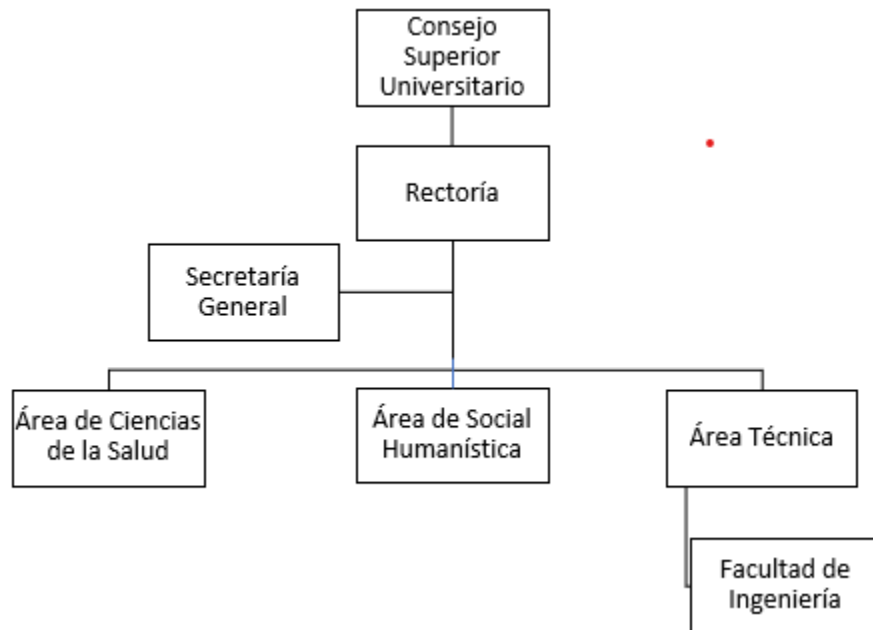 Consejo
Superior
Universitario
Rectoría
Secretaría
General
Área de Ciencias
de la Salud
Área de Social
Humanística
Área Técnica
Facultad de
Ingeniería